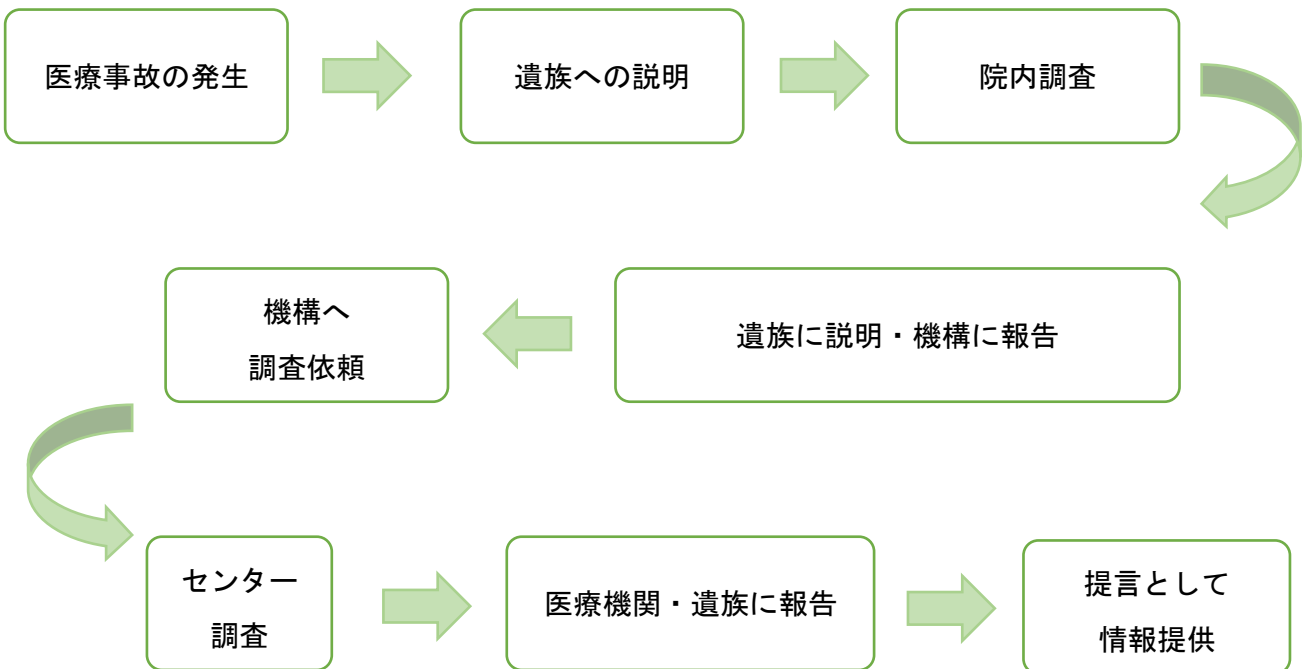 医療事故の発生
遺族への説明
院内調査
遺族に説明・機構に報告
機構へ
調査依頼
センター
調査
医療機関・遺族に報告
提言として
情報提供